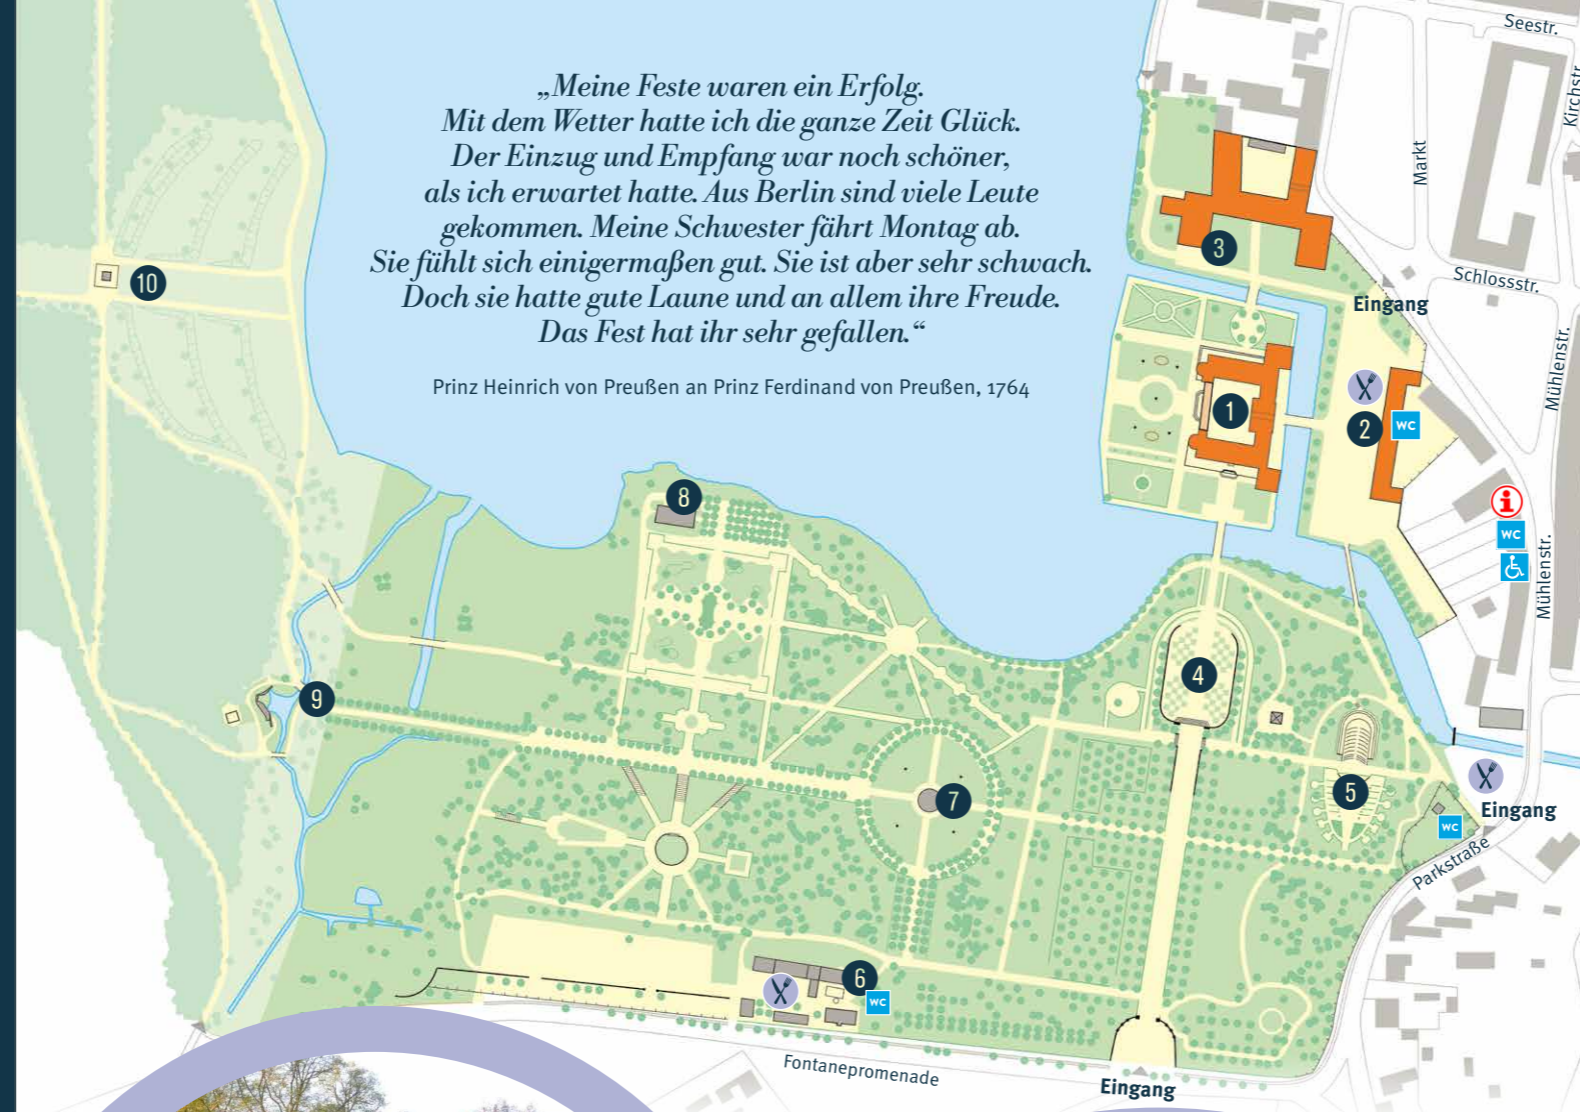 „Meine Feste waren ein Erfolg.
Mit dem Wetter hatte ich die ganze Zeit Glück.
Der Einzug und Empfang war noch schöner,
als ich erwartet hatte. Aus Berlin sind viele Leute
gekommen. Meine Schwester fährt Montag ab.
Sie fühlt sich einigermaßen gut. Sie ist aber sehr schwach.
Doch sie hatte gute Laune und an allem ihre Freude.
Das Fest hat ihr sehr gefallen.“
Prinz Heinrich von Preußen an Prinz Ferdinand von Preußen, 1764
Seestr.
Kirchstr.
Markt
3
Schlossstr.
Eingang
10
Mühlenstr.
1
2
WC
8
i
WC
Mühlenstr.
4
9
7
5
Eingang
WC
Parkstraße
6
WC
Fontanepromenade
Eingang